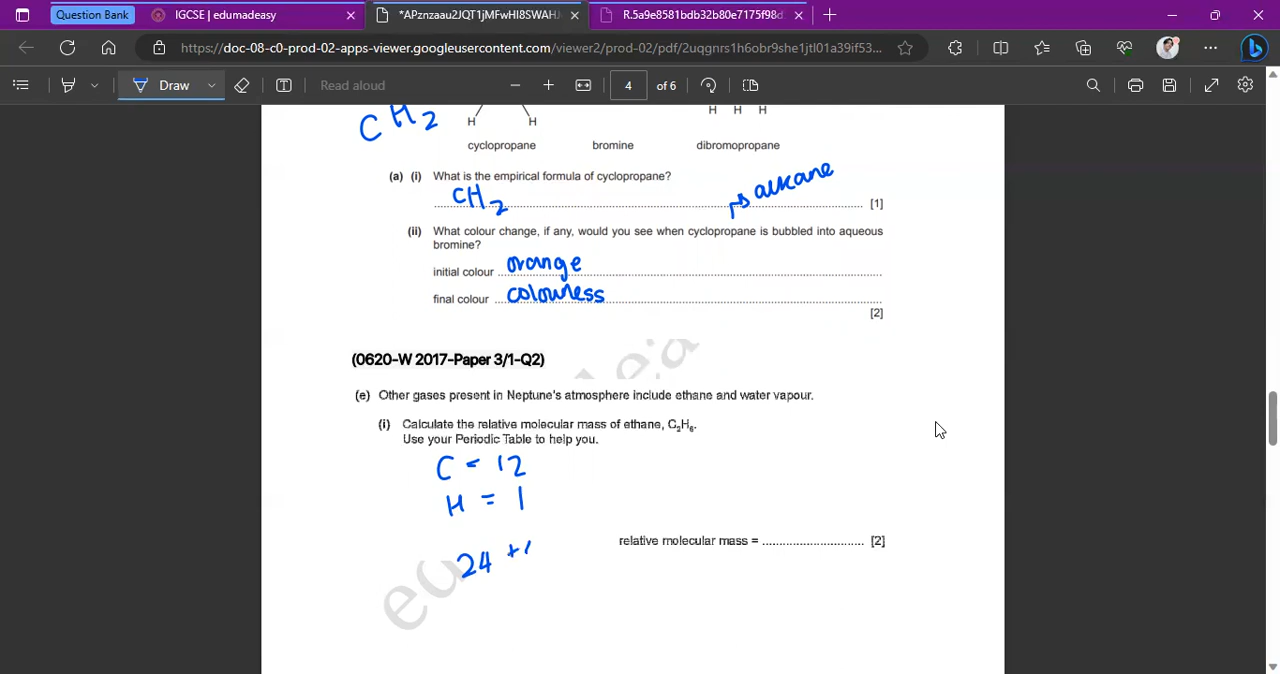 Question Bank
IGCSE | edumadeasy
*APznzaau2JQT1jMFwHI8SWAHJ
R.5a9e8581bdb32b80e7175f98d
https://doc-08-c0-prod-02-apps-viewer.googleusercontent.com/viewer2/prod-02/pdf/2uqgnrs1h6obr9she1jtl01a39if53...
Draw
Read aloud
4 of 6
H H H
CH2
H H
cyclopropane bromine dibromopropane
(a) (i) What is the empirical formula of cyclopropane?
CH2 alkane
[1]
(ii) What colour change, if any, would you see when cyclopropane is bubbled into aqueous
bromine?
initial colour orange
final colour colourless
[2]
(0620-W 2017-Paper 3/1-Q2)
(e) Other gases present in Neptune's atmosphere include ethane and water vapour.
(i) Calculate the relative molecular mass of ethane, C2H6.
Use your Periodic Table to help you.
C = 12
H = 1
relative molecular mass = ............................ [2]
24 +